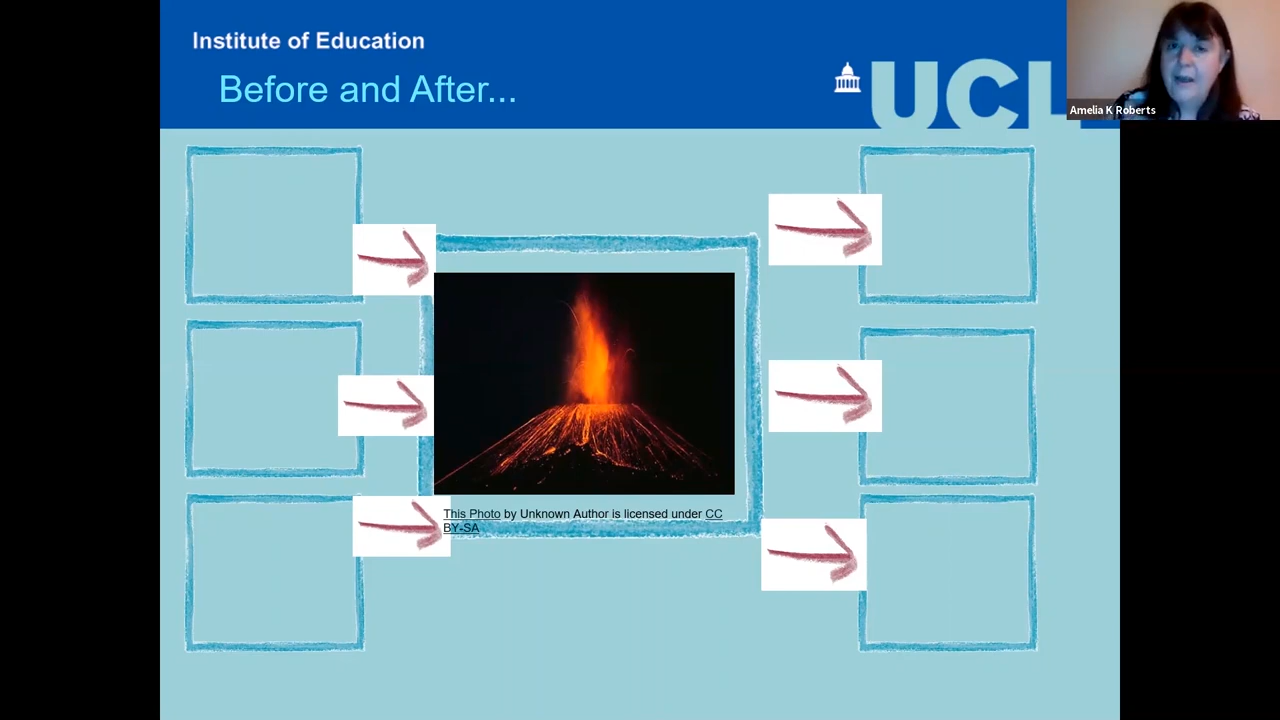 Institute of Education
Before and After...
UCL
Amelia K Roberts
This Photo by Unknown Author is licensed under CC
BY-SA